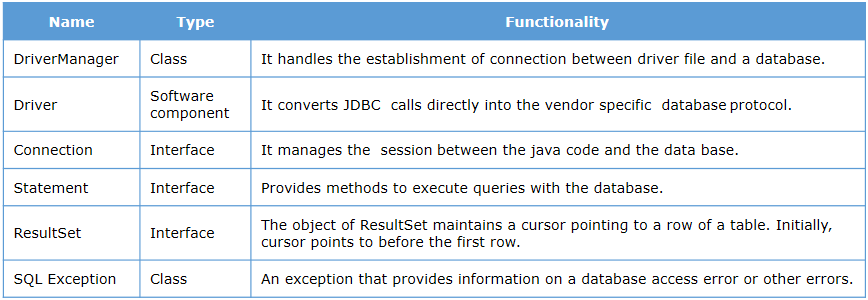 Name Type Functionality
DriverManager Class It handles the establishment of connection between driver file and a database.
Driver Software component It converts JDBC calls directly into the vendor specific database protocol.
Connection Interface It manages the session between the java code and the data base.
Statement Interface Provides methods to execute queries with the database.
ResultSet Interface The object of ResultSet maintains a cursor pointing to a row of a table. Initially,
cursor points to before the first row.
SQL Exception Class An exception that provides information on a database access error or other errors.